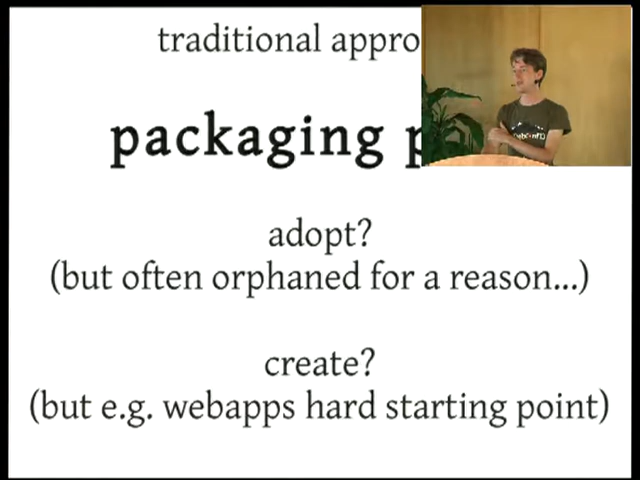 traditional appro
packaging p
adopt?
(but often orphaned for a reason...)
create?
(but e.g. webapps hard starting point)